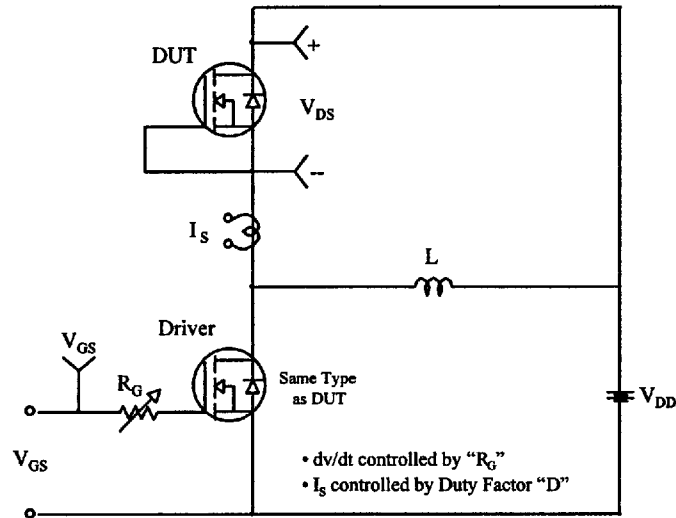 DUT
+
VDS
--
IS
L
Driver
VGS
RG
Same Type
as DUT
VDD
VGS
• dv/dt controlled by “RG”
• IS controlled by Duty Factor “D”